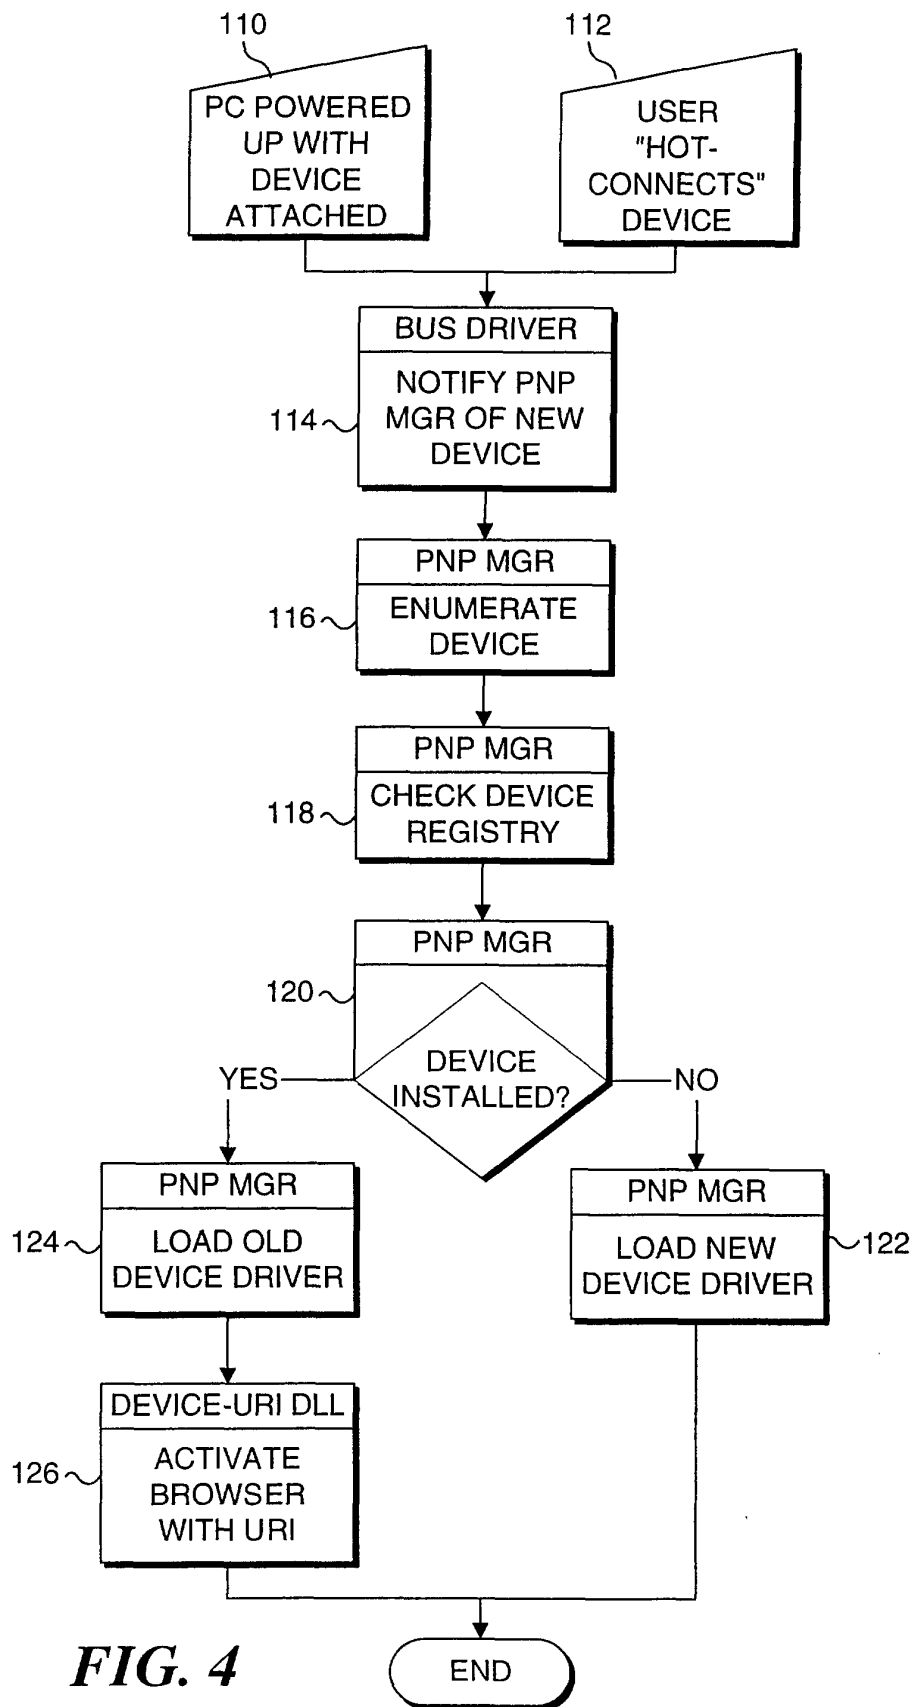 110
112
PC POWERED
UP WITH
DEVICE
ATTACHED
USER
"HOT-
CONNECTS"
DEVICE
BUS DRIVER
NOTIFY PNP
MGR OF NEW
DEVICE
114
PNP MGR
ENUMERATE
DEVICE
116
PNP MGR
CHECK DEVICE
REGISTRY
118
PNP MGR
120
DEVICE
INSTALLED?
YES
NO
PNP MGR
LOAD OLD
DEVICE DRIVER
124
PNP MGR
LOAD NEW
DEVICE DRIVER
122
DEVICE-URI DLL
ACTIVATE
BROWSER
WITH URI
126
END
FIG. 4